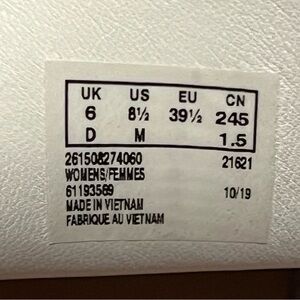 UK US EU CN
6 8½ 39½ 245
D M 1.5
261508274060 21621
WOMENS/FEMMES
61193569 10/19
MADE IN VIETNAM
FABRIQUE AU VIETNAM